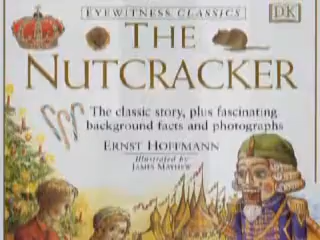 EYEWITNESS CLASSICS
DK
THE
NUTCRACKER
The classic story, plus fascinating
background facts and photographs
ERNST HOFFMANN
Illustrated by
JAMES MAYHEW